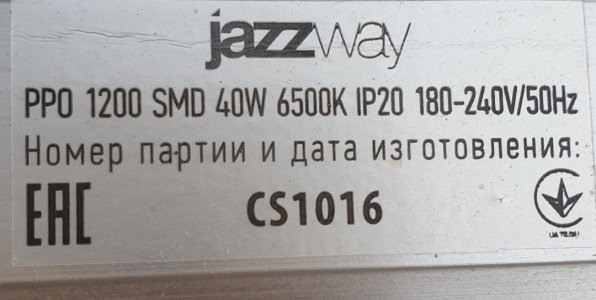 jazzway
PPO 1200 SMD 40W 6500K IP20 180-240V/50Hz
Номер партии и дата изготовления:
EAC
CS1016